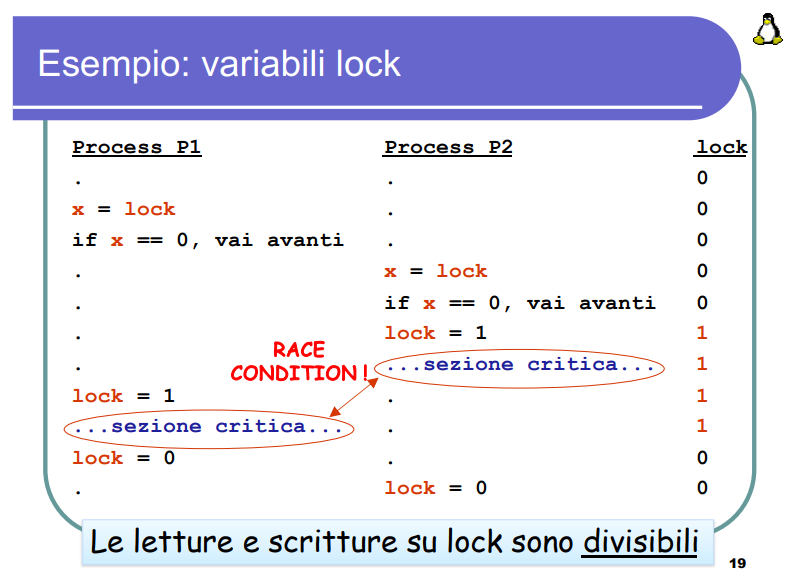 Esempio: variabili lock
Process P1 Process P2 lock
. . 0
x = lock . 0
if x == 0, vai avanti . 0
. x = lock 0
. if x == 0, vai avanti 0
. lock = 1 1
RACE
CONDITION!
. ...sezione critica... 1
lock = 1 . 1
...sezione critica... . 1
lock = 0 . 0
. lock = 0 0
Le letture e scritture su lock sono divisibili
19